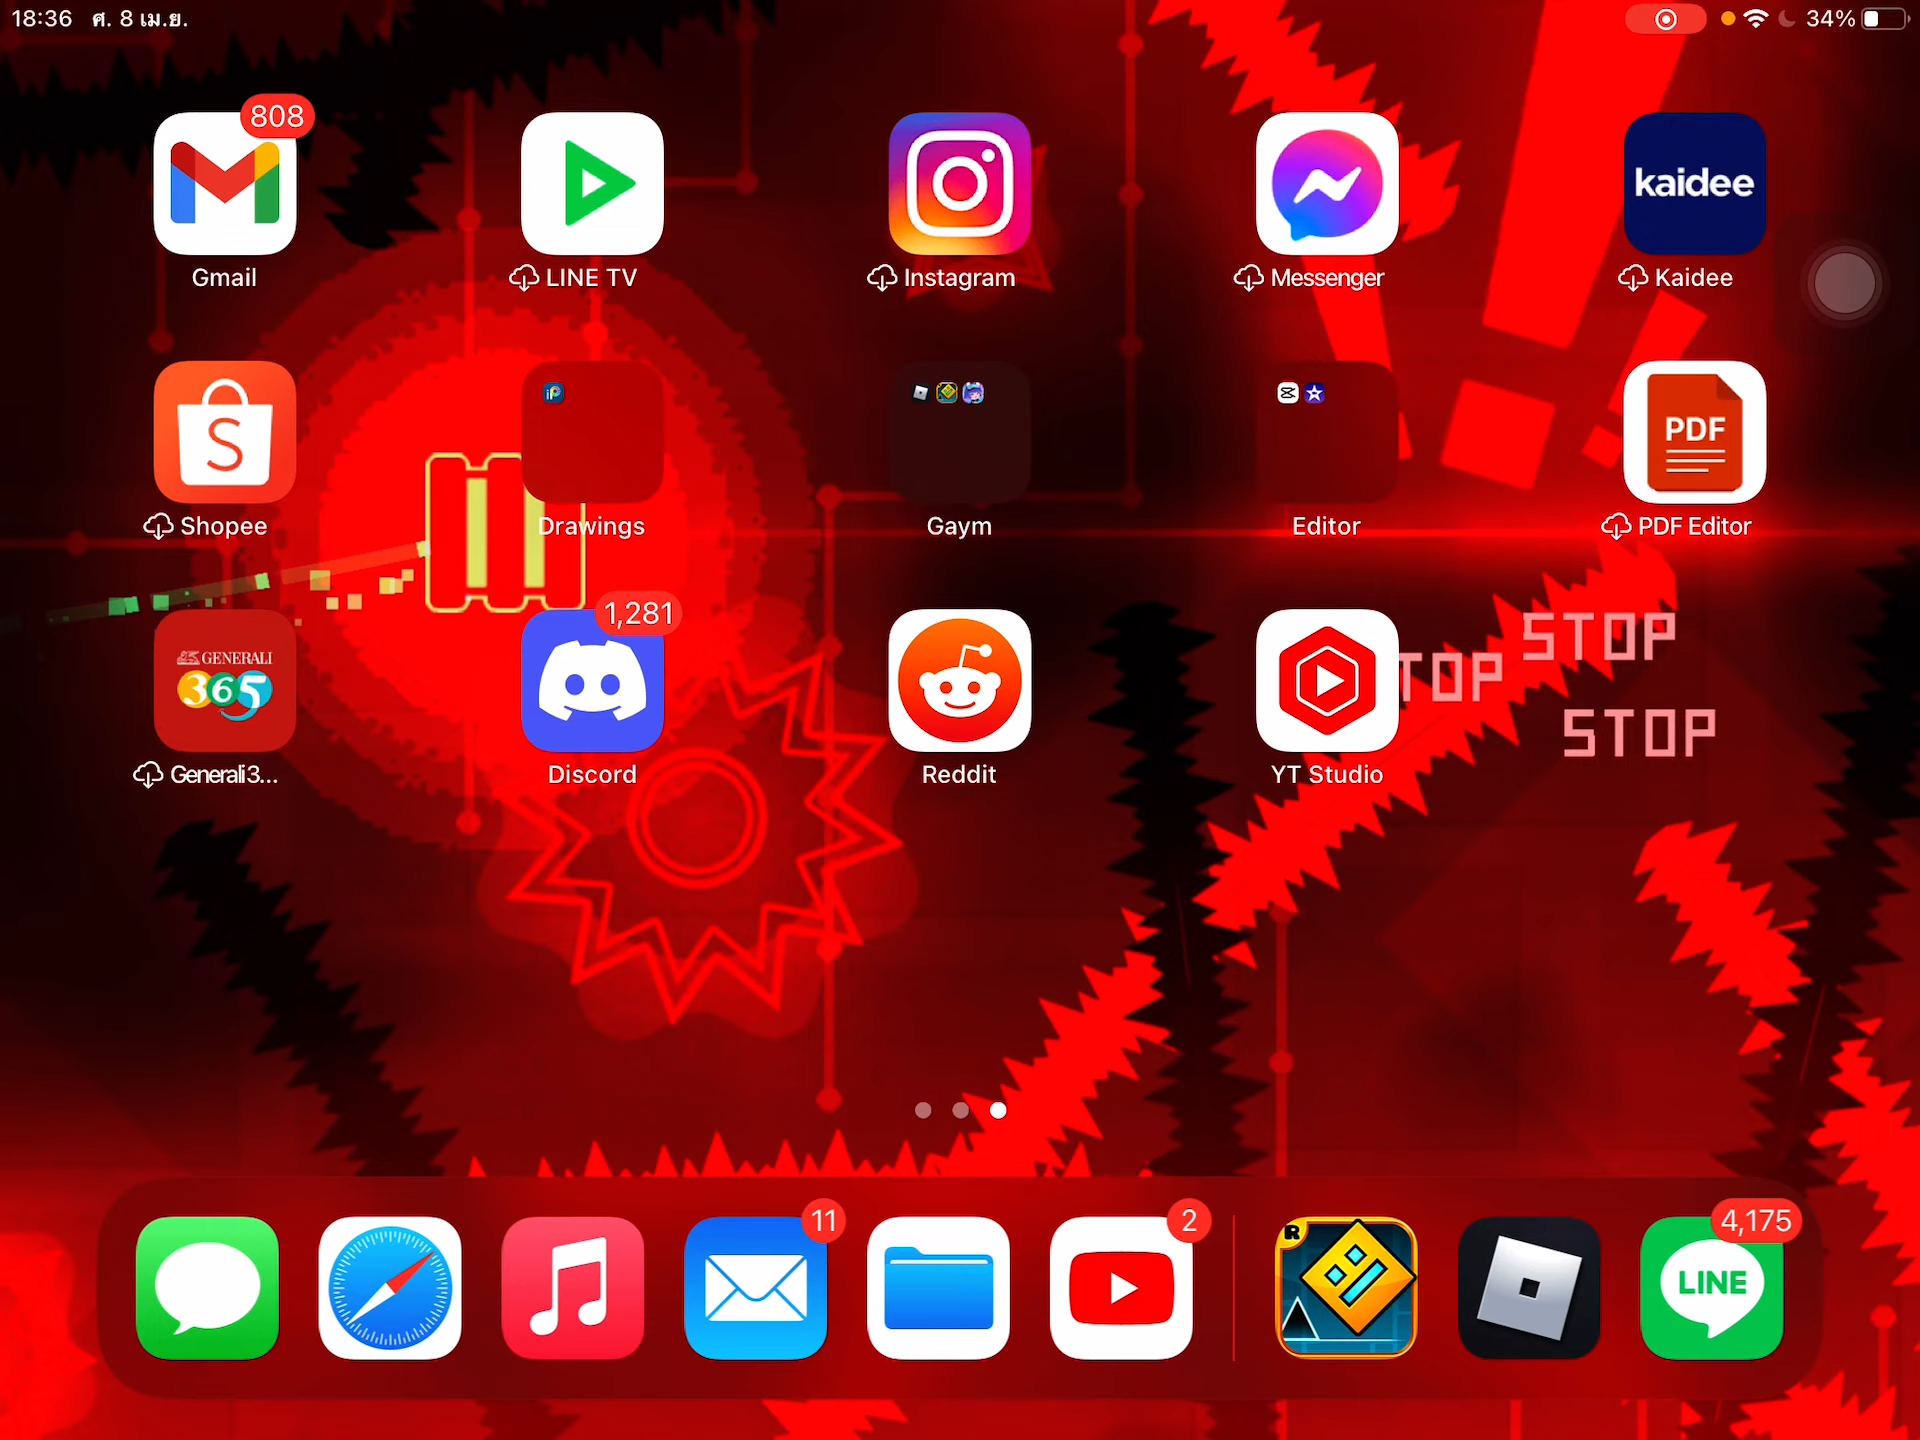 18:36 ศ. 8 เม.ย.
34%
808
kaidee
Gmail
LINE TV
Instagram
Messenger
Kaidee
S
iP
PDF
Shopee
Drawings
Gaym
Editor
PDF Editor
GENERALI
365
1,281
STOP
TOP
STOP
Generali3...
Discord
Reddit
YT Studio
11
2
4,175
R
LINE